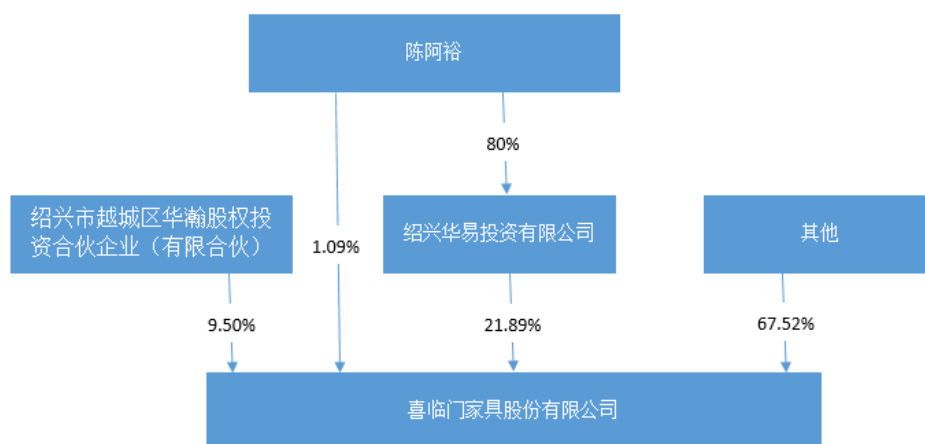 陈阿裕
80%
绍兴市越城区华瀚股权投
资合伙企业（有限合伙）
1.09%
绍兴华易投资有限公司
其他
9.50%
21.89%
67.52%
喜临门家具股份有限公司